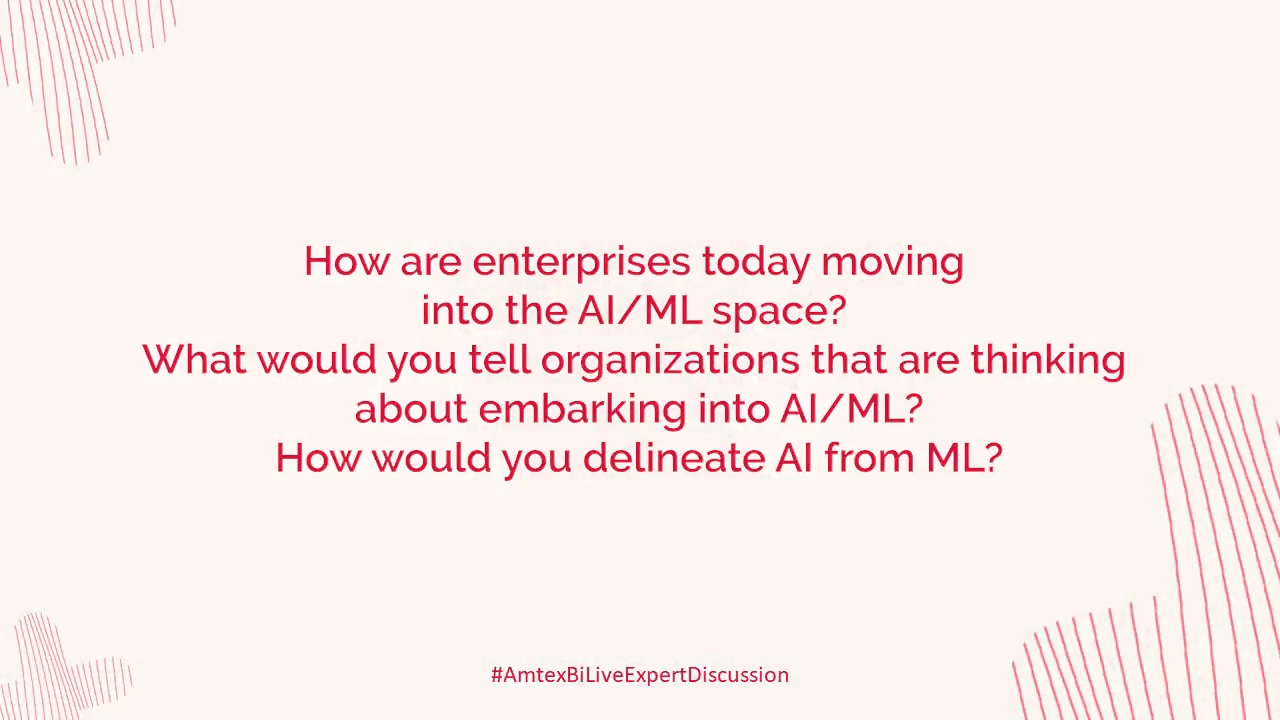 How are enterprises today moving
into the AI/ML space?
What would you tell organizations that are thinking
about embarking into AI/ML?
How would you delineate AI from ML?
#AmtexBiLiveExpertDiscussion